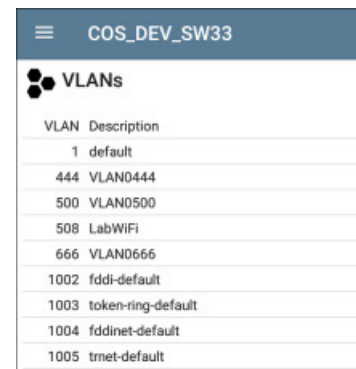 COS_DEV_SW33
VLANs
VLAN Description
1 default
444 VLAN0444
500 VLAN0500
508 LabWiFi
666 VLAN0666
1002 fddi-default
1003 token-ring-default
1004 fddinet-default
1005 trnet-default